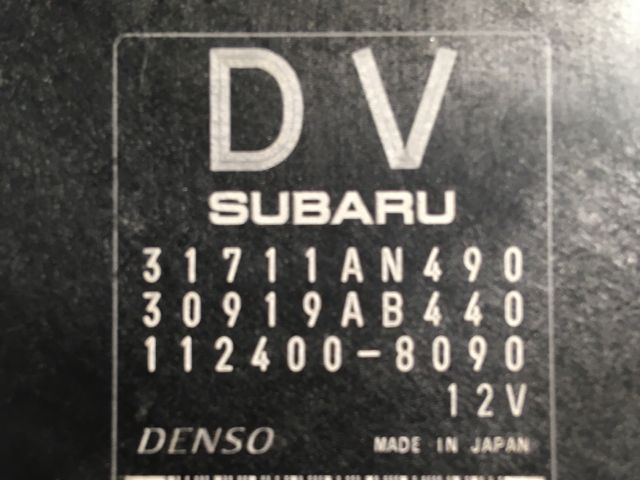 DV
SUBARU
31711AN490
30919AB440
112400-8090
12V
DENSO MADE IN JAPAN